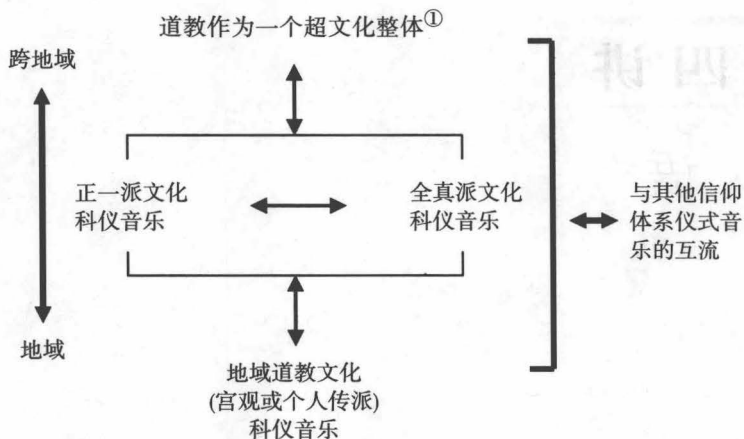 道教作为一个超文化整体①
跨地域
正一派文化
科仪音乐
全真派文化
科仪音乐
与其他信仰
体系仪式音
乐的互流
地域
地域道教文化
(宫观或个人传派)
科仪音乐